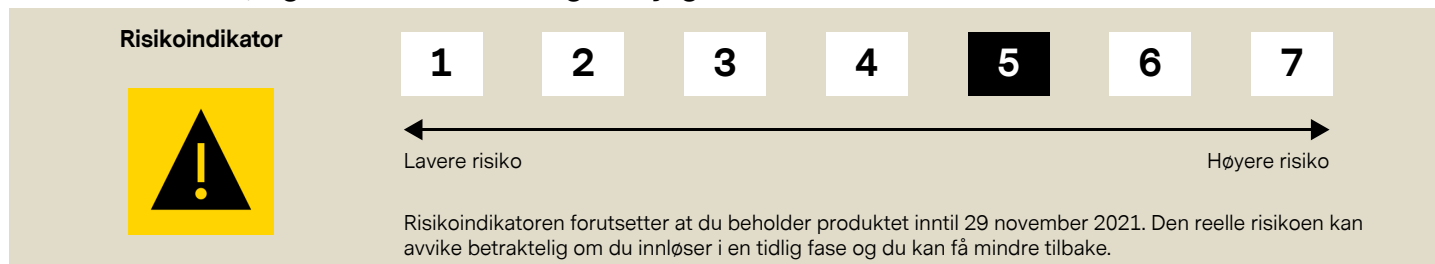 Risikoindikator
1 2 3 4 5 6 7
Lavere risiko Høyere risiko
Risikoindikatoren forutsetter at du beholder produktet inntil 29 november 2021. Den reelle risikoen kan
avvike betraktelig om du innløser i en tidlig fase og du kan få mindre tilbake.